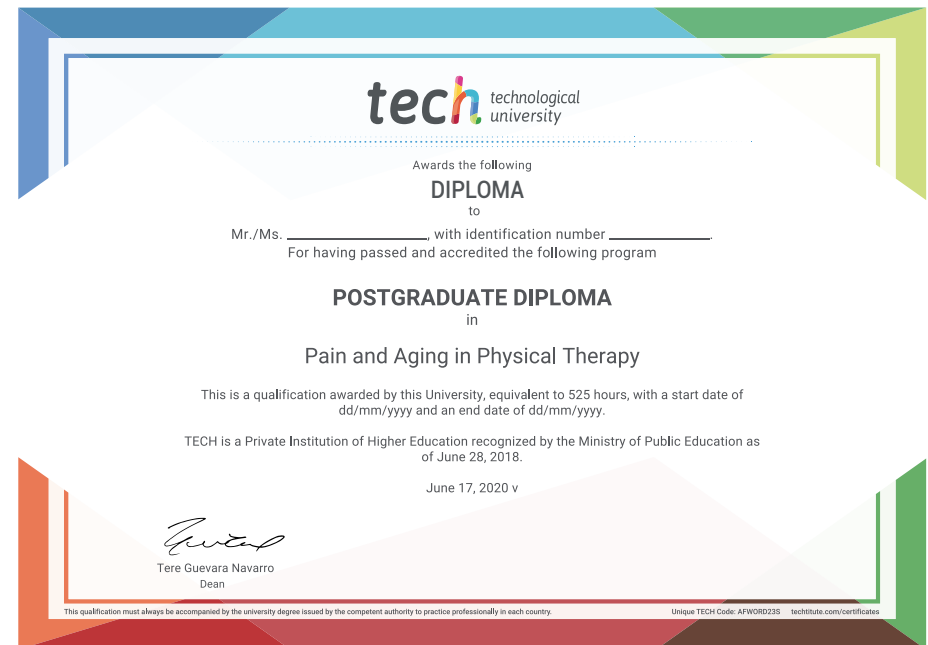 tech technological
university
Awards the following
DIPLOMA
to
Mr./Ms. ____________________, with identification number ______________.
For having passed and accredited the following program
POSTGRADUATE DIPLOMA
in
Pain and Aging in Physical Therapy
This is a qualification awarded by this University, equivalent to 525 hours, with a start date of
dd/mm/yyyy and an end date of dd/mm/yyyy.
TECH is a Private Institution of Higher Education recognized by the Ministry of Public Education as
of June 28, 2018.
June 17, 2020 v
Tere Guevara Navarro
Dean
This qualification must always be accompanied by the university degree issued by the competent authority to practice professionally in each country.
Unique TECH Code: AFWORD23S techtitute.com/certificates